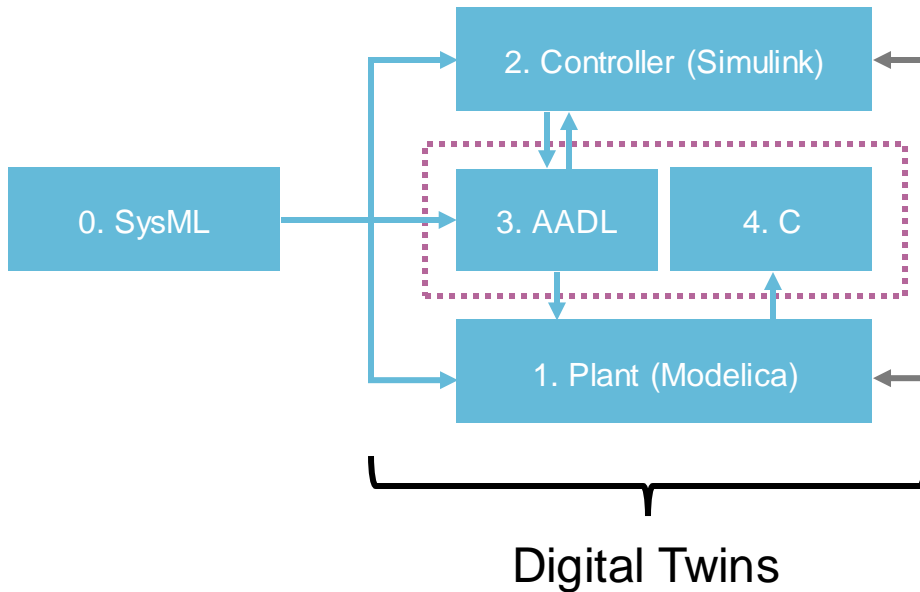 2. Controller (Simulink)
0. SysML
3. AADL
4. C
1. Plant (Modelica)
Digital Twins